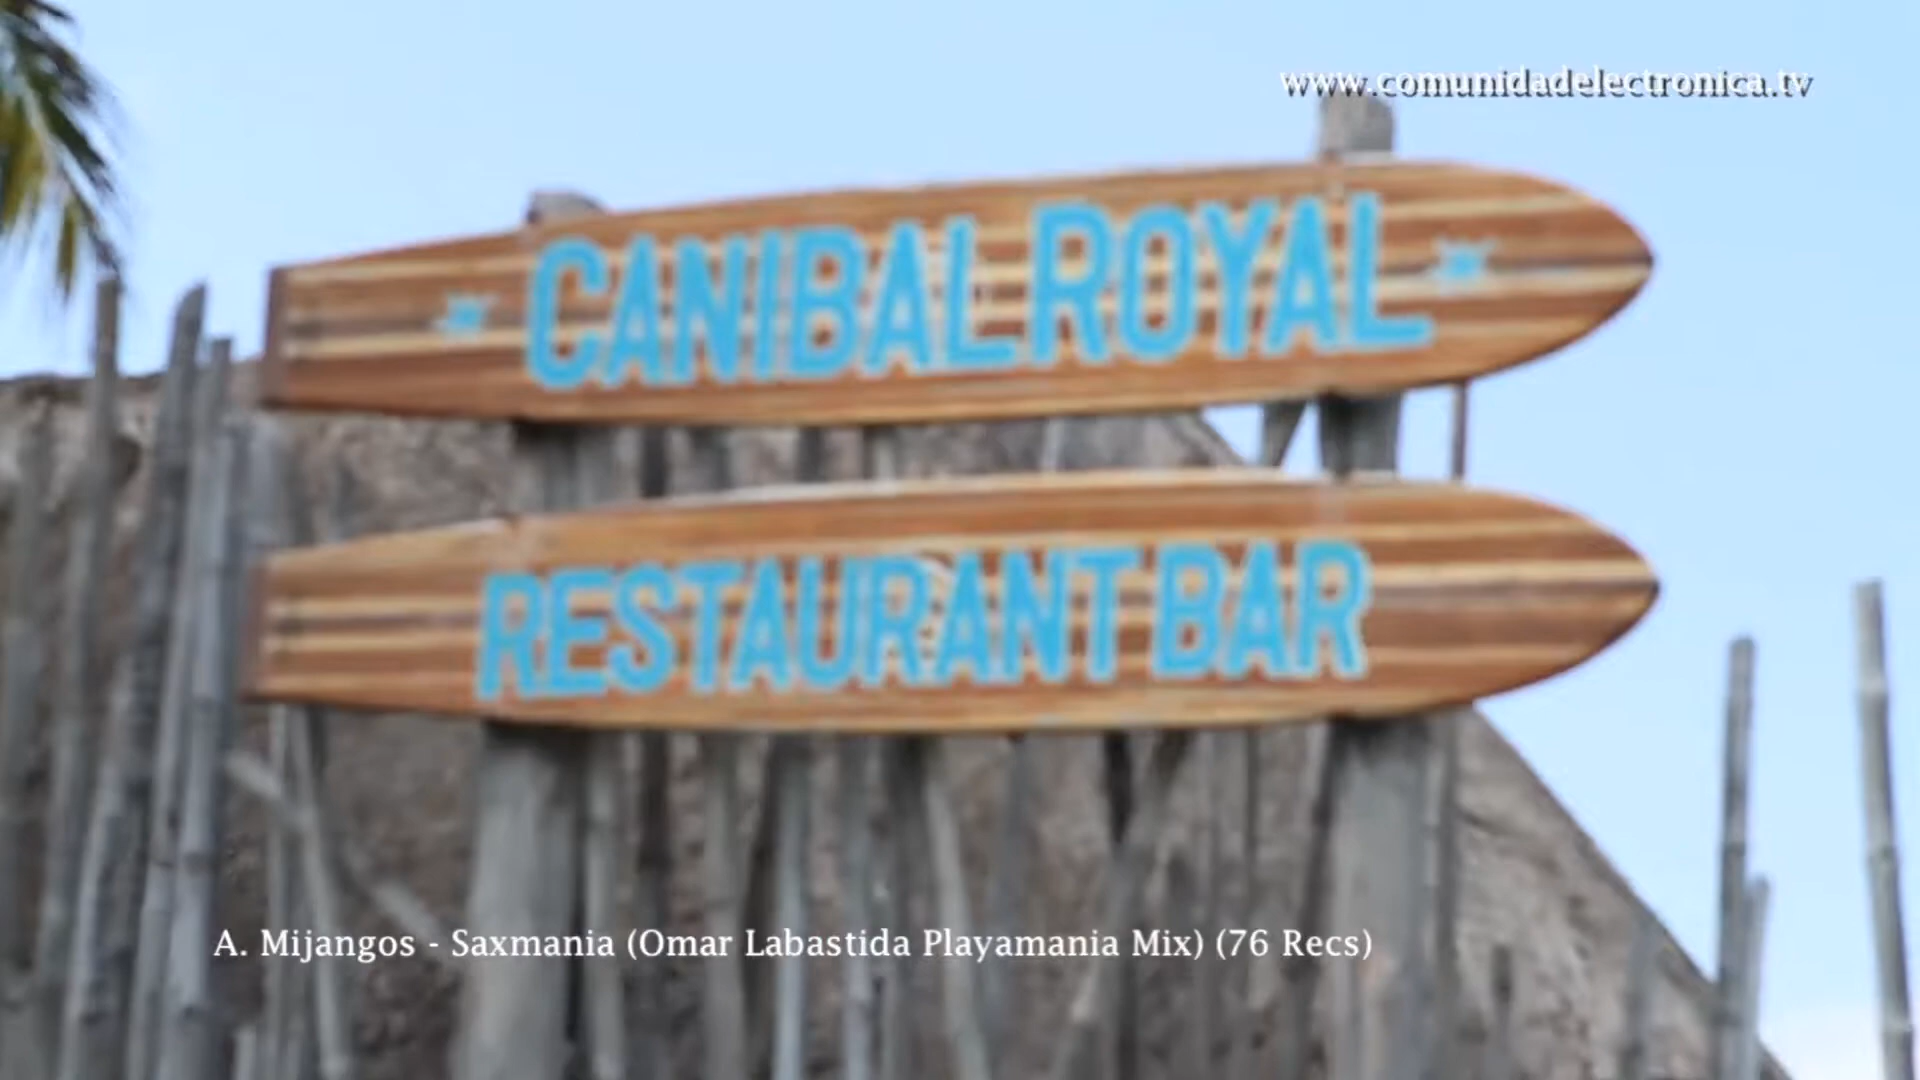 www.comunidadelectronica.tv
CANIBAL ROYAL
RESTAURANT BAR
A. Mijangos - Saxmania (Omar Labastida Playamania Mix) (76 Recs)